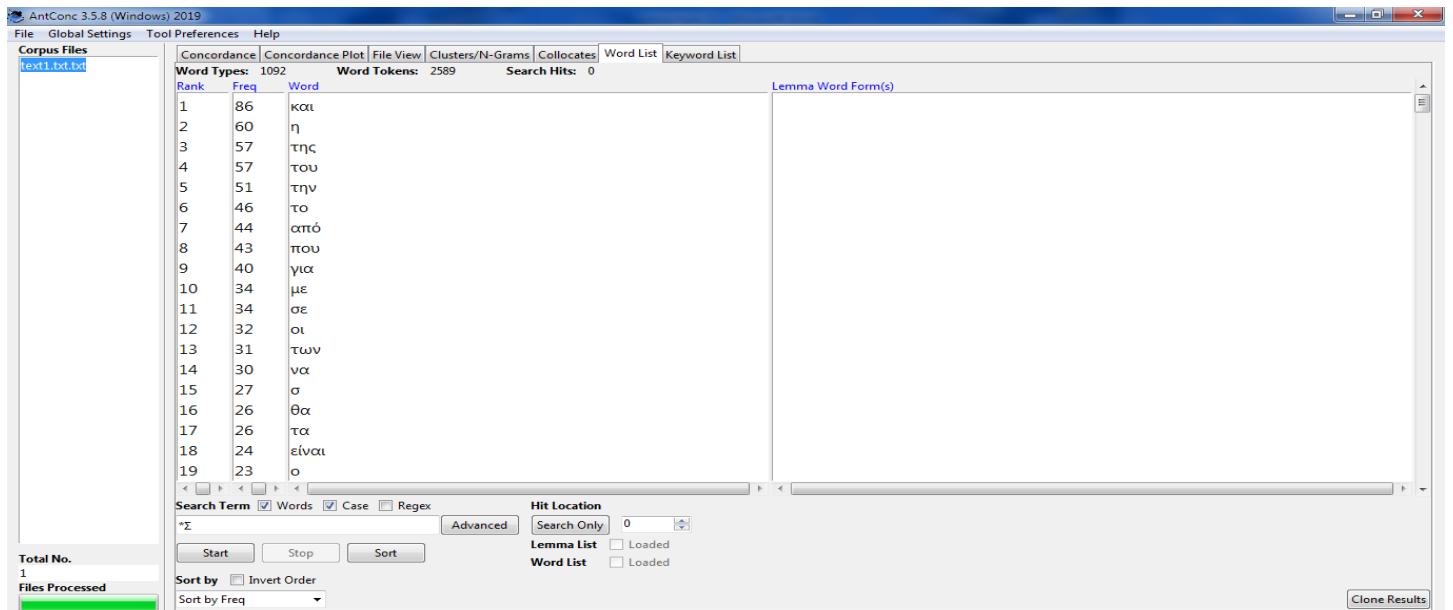 AntConc 3.5.8 (Windows) 2019
File Global Settings Tool Preferences Help
Corpus Files
text1.txt.txt
Concordance Concordance Plot File View Clusters/N-Grams Collocates Word List Keyword List
Word Types: 1092 Word Tokens: 2589 Search Hits: 0
Rank Freq Word Lemma Word Form(s)
1 86 και
2 60 η
3 57 της
4 57 του
5 51 την
6 46 το
7 44 από
8 43 που
9 40 για
10 34 με
11 34 σε
12 32 οι
13 31 των
14 30 να
15 27 σ
16 26 θα
17 26 τα
18 24 είναι
19 23 ο
Search Term Words Case Regex Hit Location
*Σ Advanced Search Only 0
Start Stop Sort Lemma List Loaded
Word List Loaded
Total No.
1
Files Processed
Sort by Invert Order
Sort by Freq Clone Results